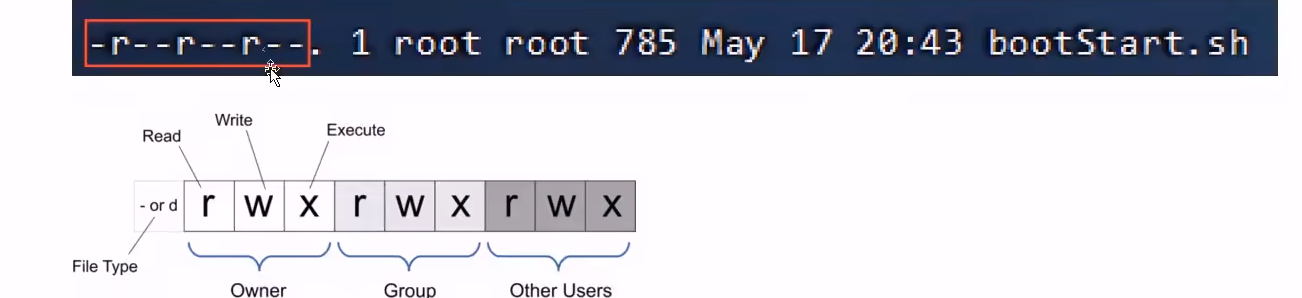 -r--r--r--. 1 root root 785 May 17 20:43 bootStart.sh
Write
Read
Execute
- or d r w x r w x r w x
File Type
Owner Group Other Users